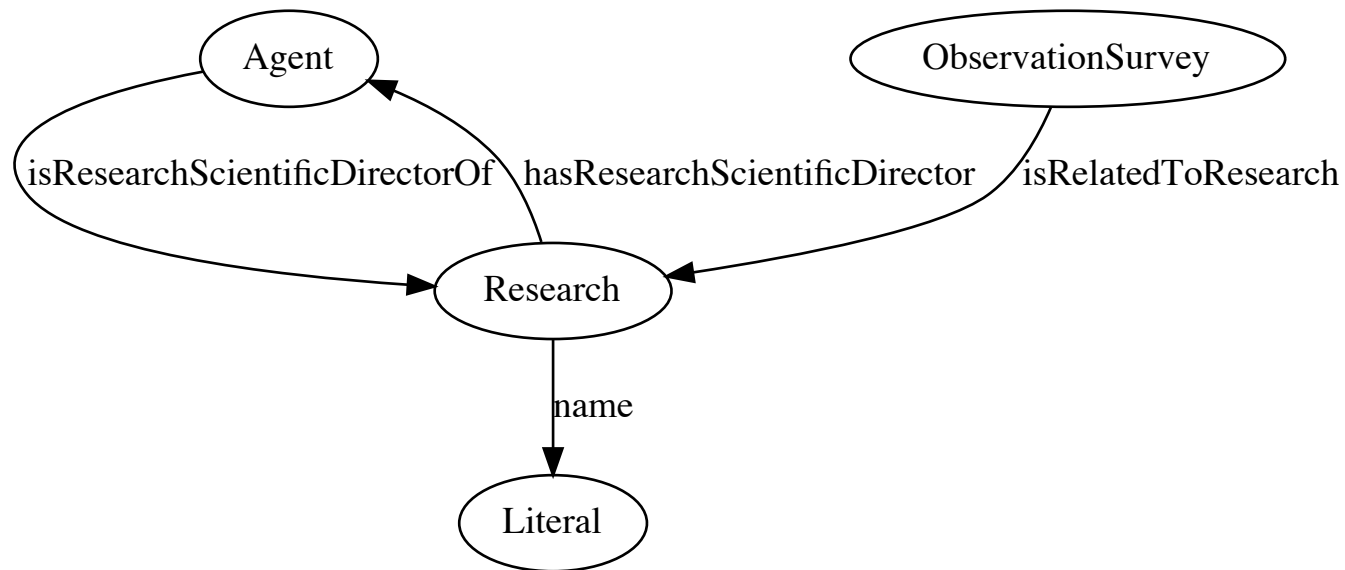 Agent
ObservationSurvey
isResearchScientificDirectorOf
hasResearchScientificDirector
isRelatedToResearch
Research
name
Literal